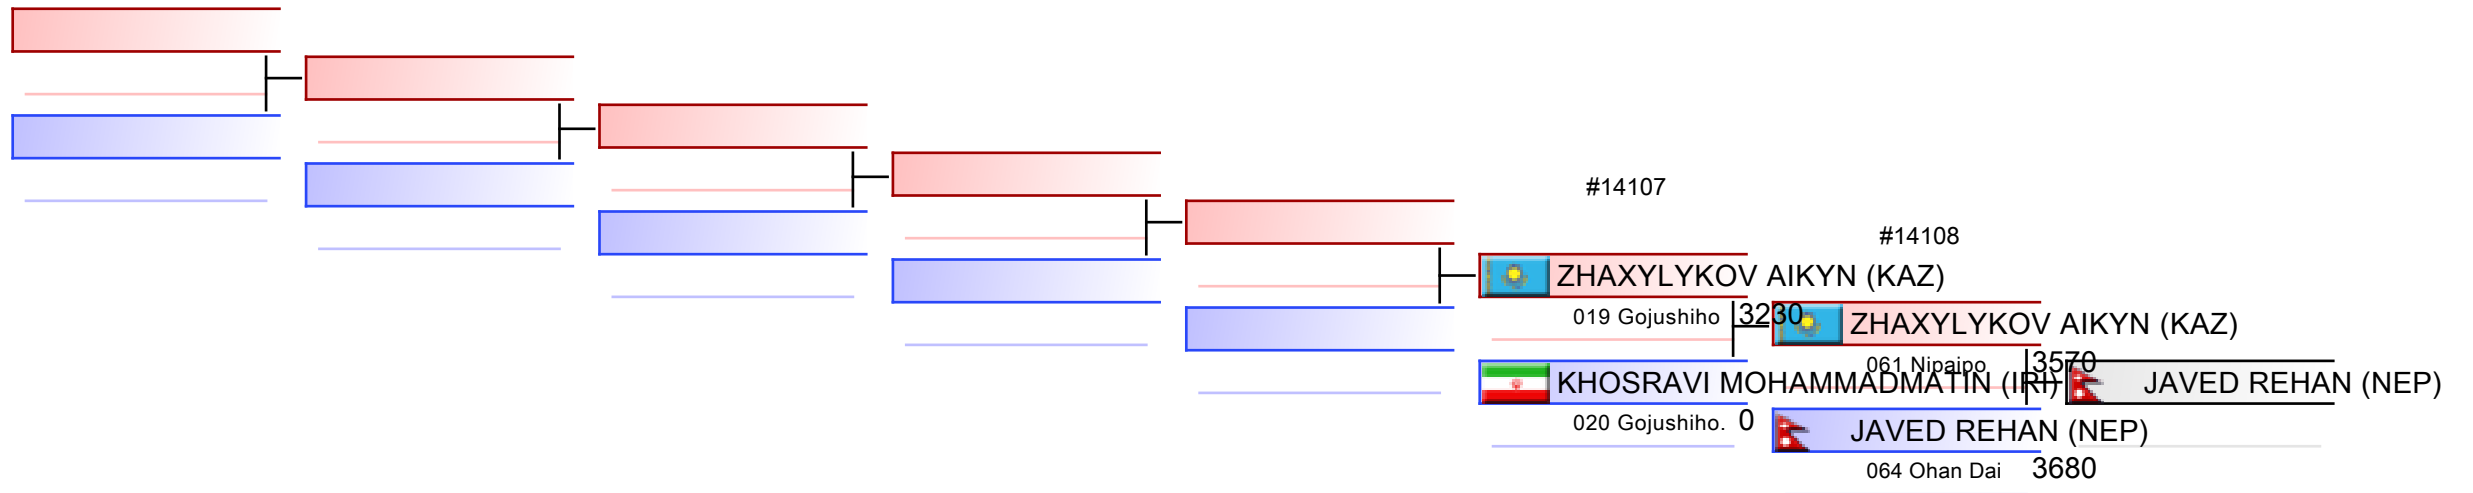 #14107
#14108
ZHAXYLYKOV AIKYN (KAZ)
019 Gojushiho 3230
ZHAXYLYKOV AIKYN (KAZ)
061 Nipaipo 3570
KHOSRAVI MOHAMMADMATIN (IRI)
JAVED REHAN (NEP)
020 Gojushiho. 0
JAVED REHAN (NEP)
064 Ohan Dai 3680